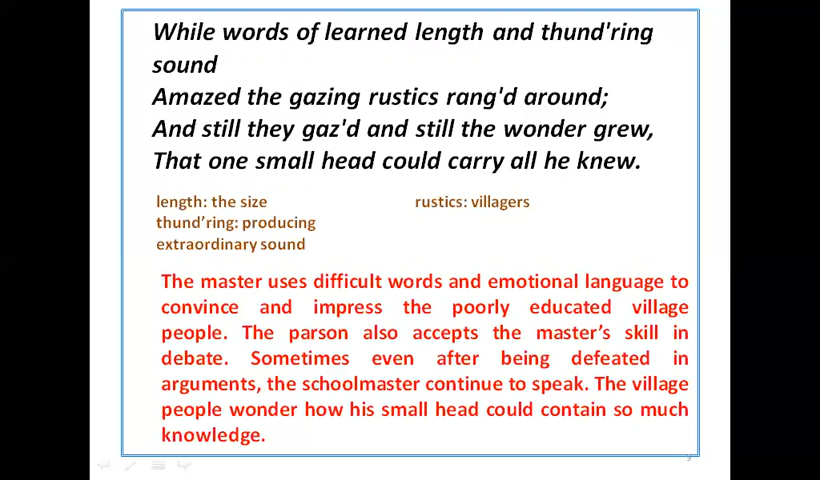 While words of learned length and thund'ring
sound
Amazed the gazing rustics rang'd around;
And still they gaz'd and still the wonder grew,
That one small head could carry all he knew.
length: the size
thund’ring: producing
extraordinary sound
rustics: villagers
The master uses difficult words and emotional language to
convince and impress the poorly educated village
people. The parson also accepts the master’s skill in
debate. Sometimes even after being defeated in
arguments, the schoolmaster continue to speak. The village
people wonder how his small head could contain so much
knowledge.
9